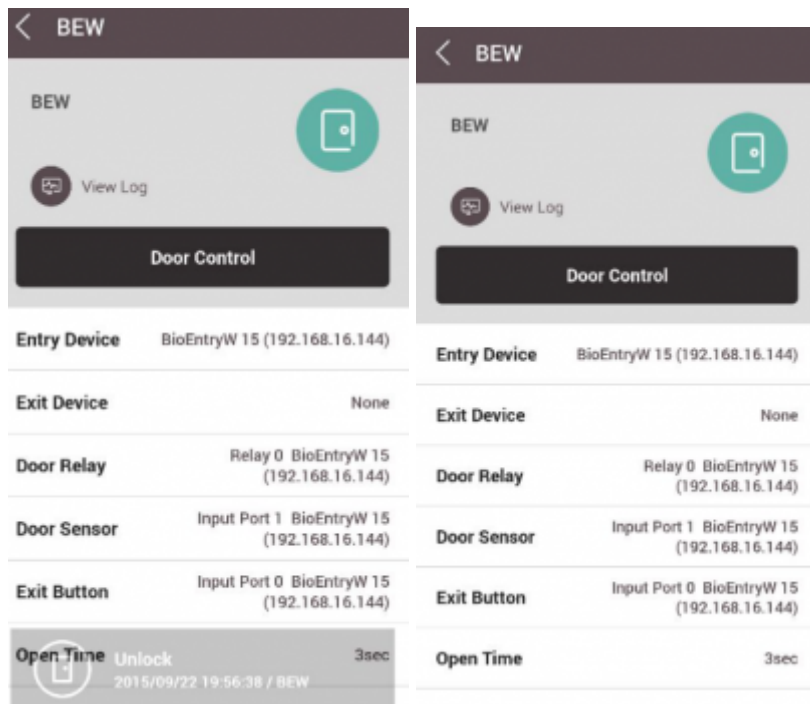 BEW
BEW
View Log
Door Control
Entry Device BioEntryW 15 (192.168.16.144)
Exit Device None
Door Relay Relay 0 BioEntryW 15
(192.168.16.144)
Door Sensor Input Port 1 BioEntryW 15
(192.168.16.144)
Exit Button Input Port 0 BioEntryW 15
(192.168.16.144)
Open Time 3sec
Unlock
2015/09/22 19:56:38 / BEW
BEW
BEW
View Log
Door Control
Entry Device BioEntryW 15 (192.168.16.144)
Exit Device None
Door Relay Relay 0 BioEntryW 15
(192.168.16.144)
Door Sensor Input Port 1 BioEntryW 15
(192.168.16.144)
Exit Button Input Port 0 BioEntryW 15
(192.168.16.144)
Open Time 3sec